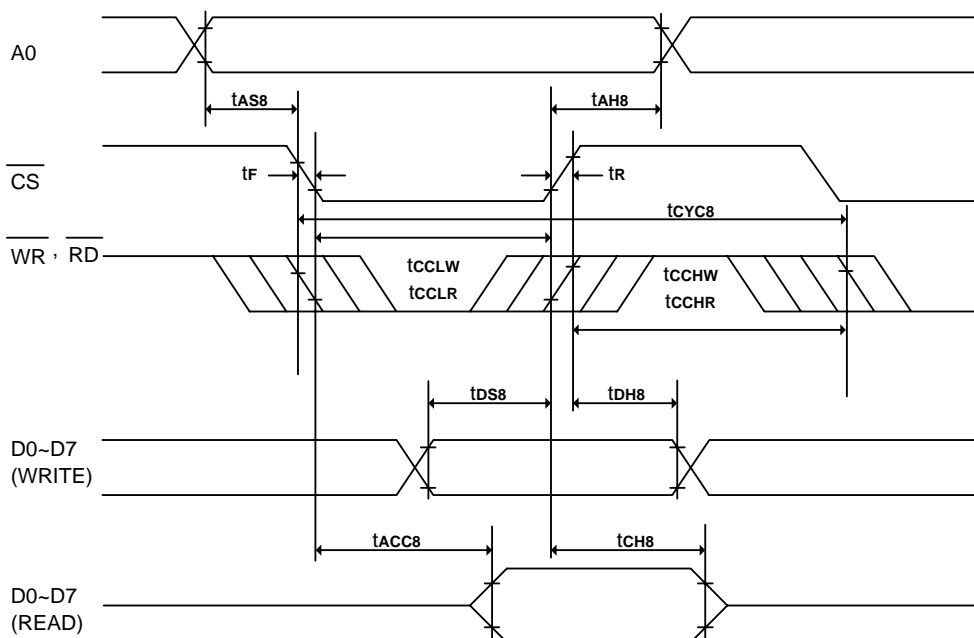 A0
tAS8 tAH8
CS
tF tR
tCYC8
WR , RD
tCCLW tCCHW
tCCLR tCCHR
tDS8 tDH8
D0~D7
(WRITE)
tACC8 tCH8
D0~D7
(READ)